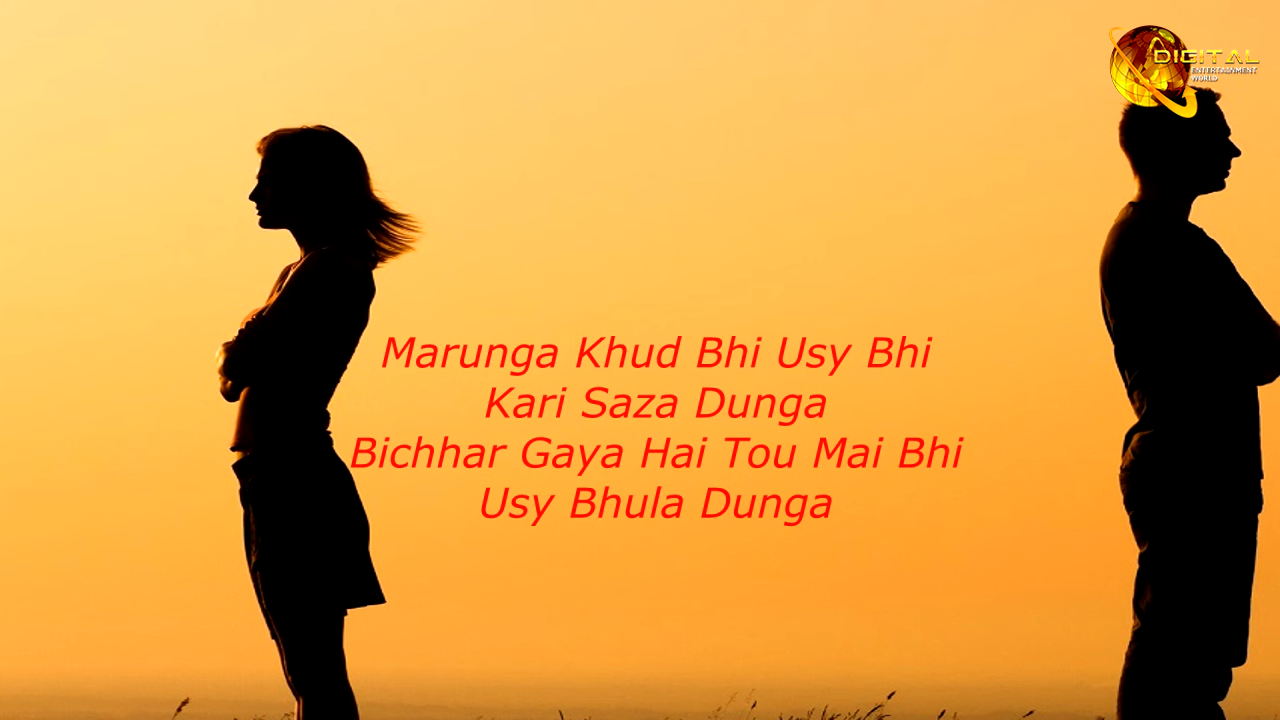 DIGITAL
ENTERTAINMENT
WORLD
Marunga Khud Bhi Usy Bhi
Kari Saza Dunga
Bichhar Gaya Hai Tou Mai Bhi
Usy Bhula Dunga